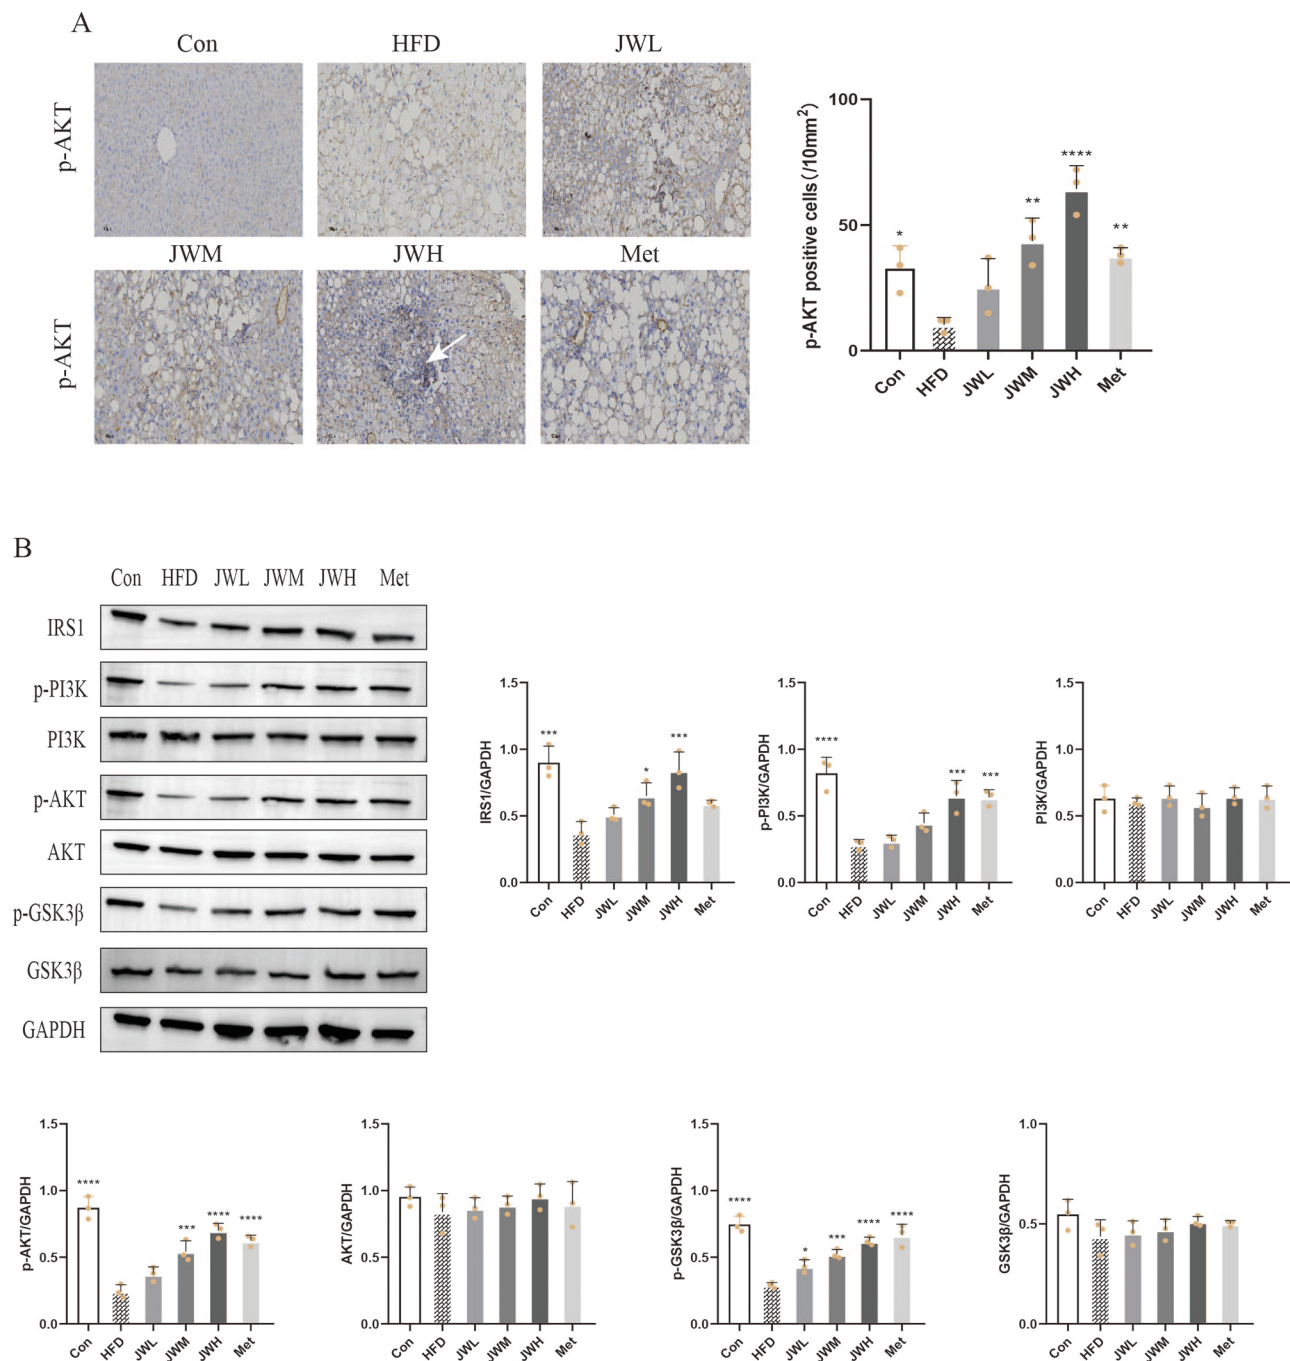 A
Con HFD JWL
p-AKT
JWM JWH Met
p-AKT
p-AKT positive cells(/10mm²)
100
50
0
* ** **** **
Con HFD JWL JWM JWH Met
B
Con HFD JWL JWM JWH Met
IRS1
p-PI3K
PI3K
p-AKT
AKT
p-GSK3β
GSK3β
GAPDH
IRS1/GAPDH
1.5
1.0
0.5
0.0
*** * ***
Con HFD JWL JWM JWH Met
p-PI3K/GAPDH
1.5
1.0
0.5
0.0
**** *** ***
Con HFD JWL JWM JWH Met
PI3K/GAPDH
1.5
1.0
0.5
0.0
Con HFD JWL JWM JWH Met
p-AKT/GAPDH
1.5
1.0
0.5
0.0
**** *** **** ****
Con HFD JWL JWM JWH Met
AKT/GAPDH
1.5
1.0
0.5
0.0
Con HFD JWL JWM JWH Met
p-GSK3β/GAPDH
1.5
1.0
0.5
0.0
**** * *** **** ****
Con HFD JWL JWM JWH Met
GSK3β/GAPDH
1.0
0.5
0.0
Con HFD JWL JWM JWH Met